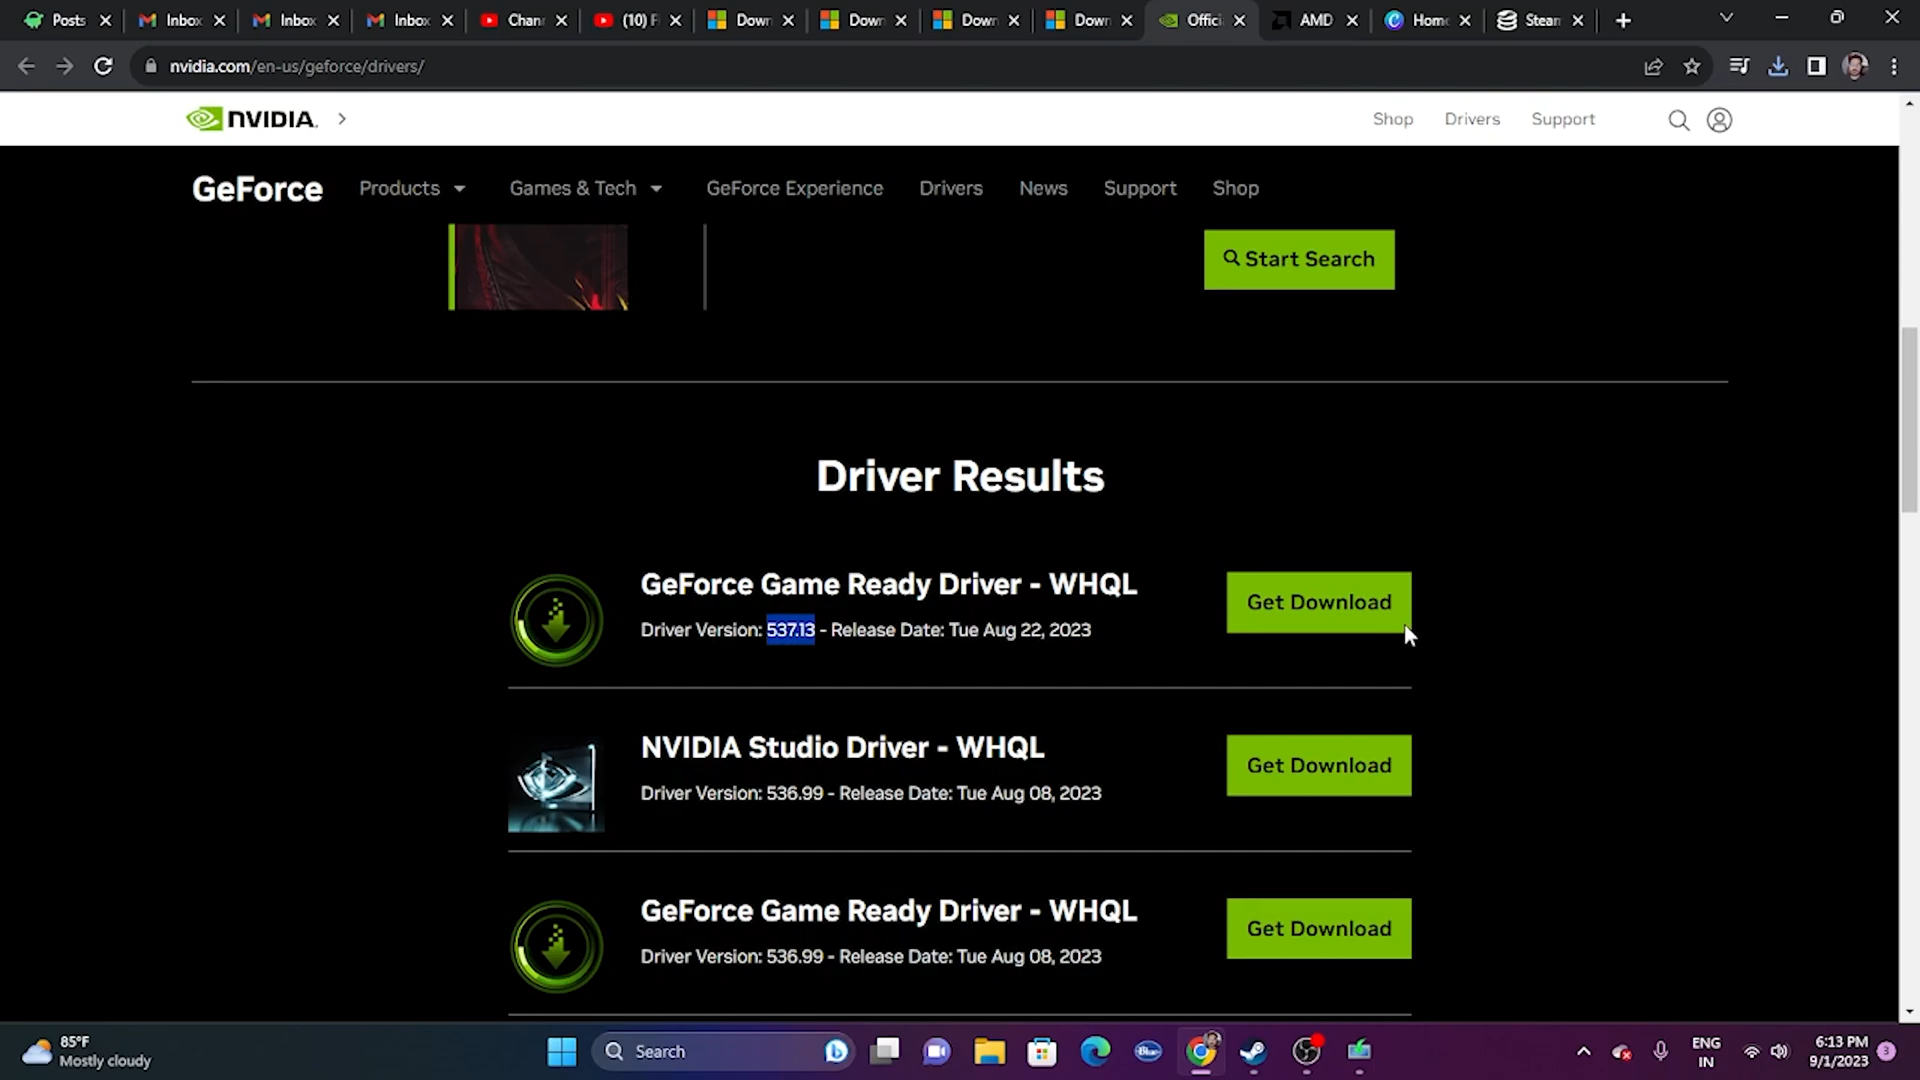 Posts
Inbox
Inbox
Inbox
Chan
(10) F
Down
Down
Down
Down
Offici
AMD
Home
Steam
nvidia.com/en-us/geforce/drivers/
NVIDIA.
Shop
Drivers
Support
GeForce
Products
Games & Tech
GeForce Experience
Drivers
News
Support
Shop
Start Search
Driver Results
GeForce Game Ready Driver - WHQL
Driver Version: 537.13 - Release Date: Tue Aug 22, 2023
Get Download
NVIDIA Studio Driver - WHQL
Driver Version: 536.99 - Release Date: Tue Aug 08, 2023
Get Download
GeForce Game Ready Driver - WHQL
Driver Version: 536.99 - Release Date: Tue Aug 08, 2023
Get Download
85°F
Mostly cloudy
Search
Blue
ENG
IN
6:13 PM
9/1/2023
3